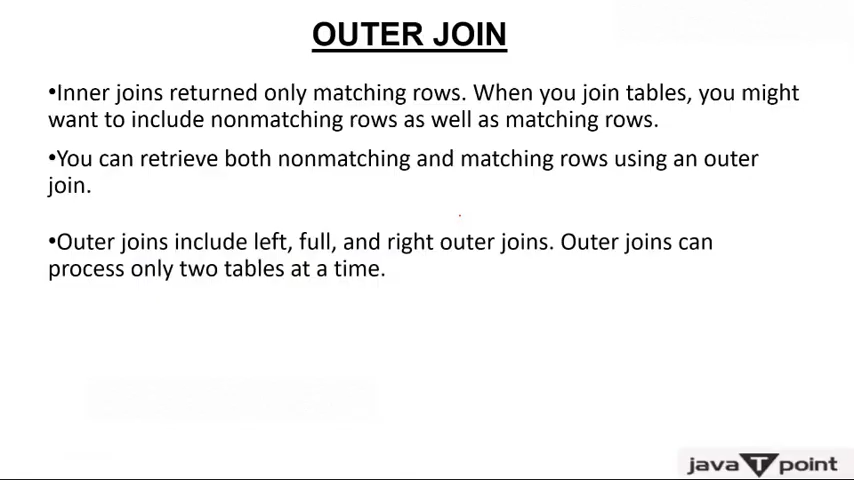 OUTER JOIN
•Inner joins returned only matching rows. When you join tables, you might
want to include nonmatching rows as well as matching rows.
•You can retrieve both nonmatching and matching rows using an outer
join.
•Outer joins include left, full, and right outer joins. Outer joins can
process only two tables at a time.
java T point